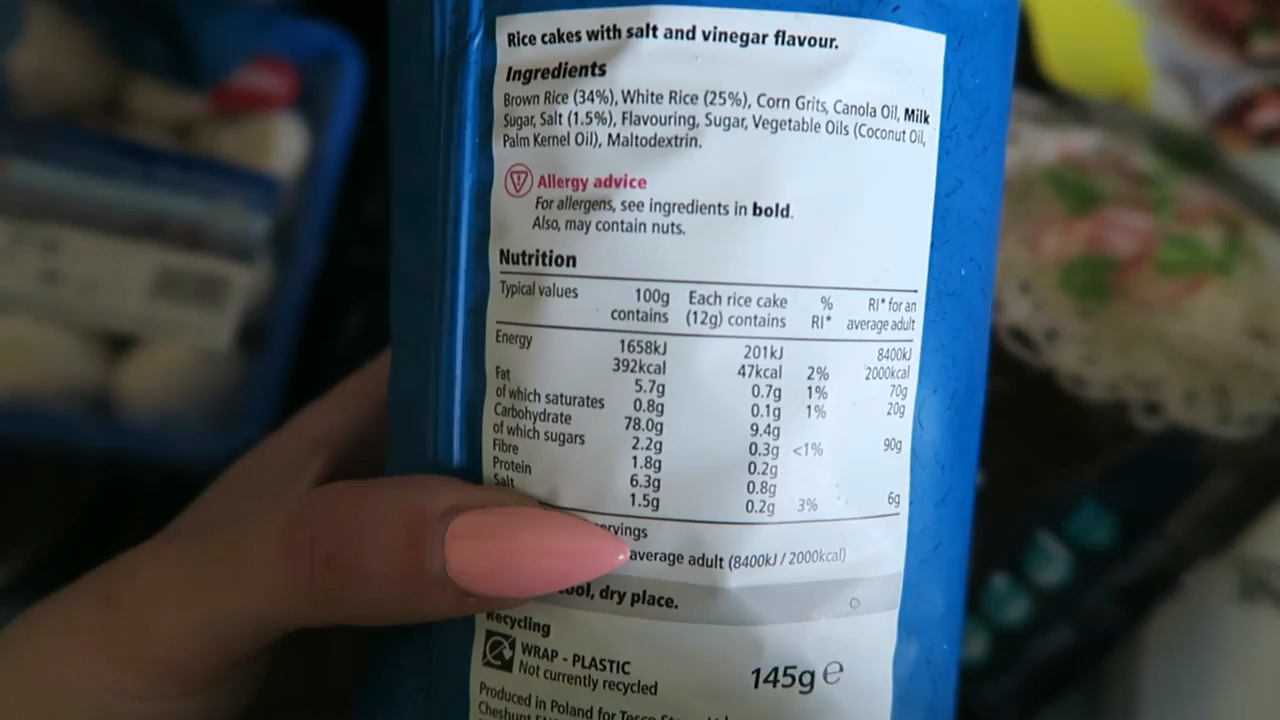 Rice cakes with salt and vinegar flavour.
Ingredients
Brown Rice (34%), White Rice (25%), Corn Grits, Canola Oil, Milk
Sugar, Salt (1.5%), Flavouring, Sugar, Vegetable Oils (Coconut Oil,
Palm Kernel Oil), Maltodextrin.
Allergy advice
For allergens, see ingredients in bold.
Also, may contain nuts.
Nutrition
Typical values 100g contains Each rice cake (12g) contains % RI* RI* for an average adult
Energy 1658kJ 201kJ 8400kJ
392kcal 47kcal 2% 2000kcal
Fat 5.7g 0.7g 1% 70g
of which saturates 0.8g 0.1g 1% 20g
Carbohydrate 78.0g 9.4g
of which sugars 2.2g 0.3g <1% 90g
Fibre 1.8g 0.2g
Protein 6.3g 0.8g
Salt 1.5g 0.2g 3% 6g
average adult (8400kJ / 2000kcal)
dry place.
Recycling
WRAP - PLASTIC
Not currently recycled
145g e
Produced in Poland for Tesco
Cheshunt